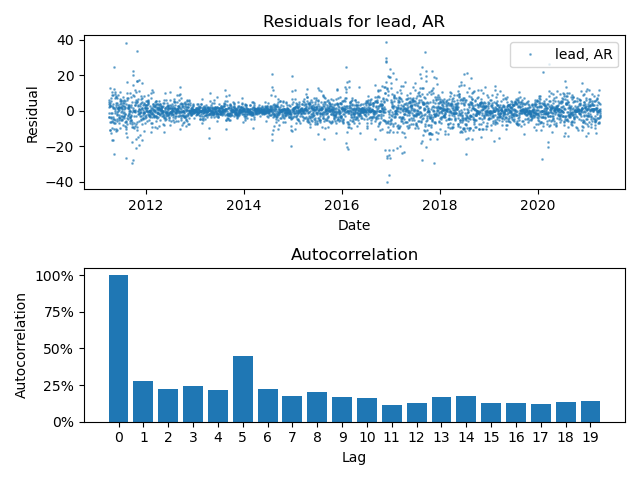 Residuals for lead, AR
40
20
0
−20
−40
Residual
lead, AR
2012 2014 2016 2018 2020
Date
Autocorrelation
100%
75%
50%
25%
0%
Autocorrelation
0 1 2 3 4 5 6 7 8 9 10 11 12 13 14 15 16 17 18 19
Lag